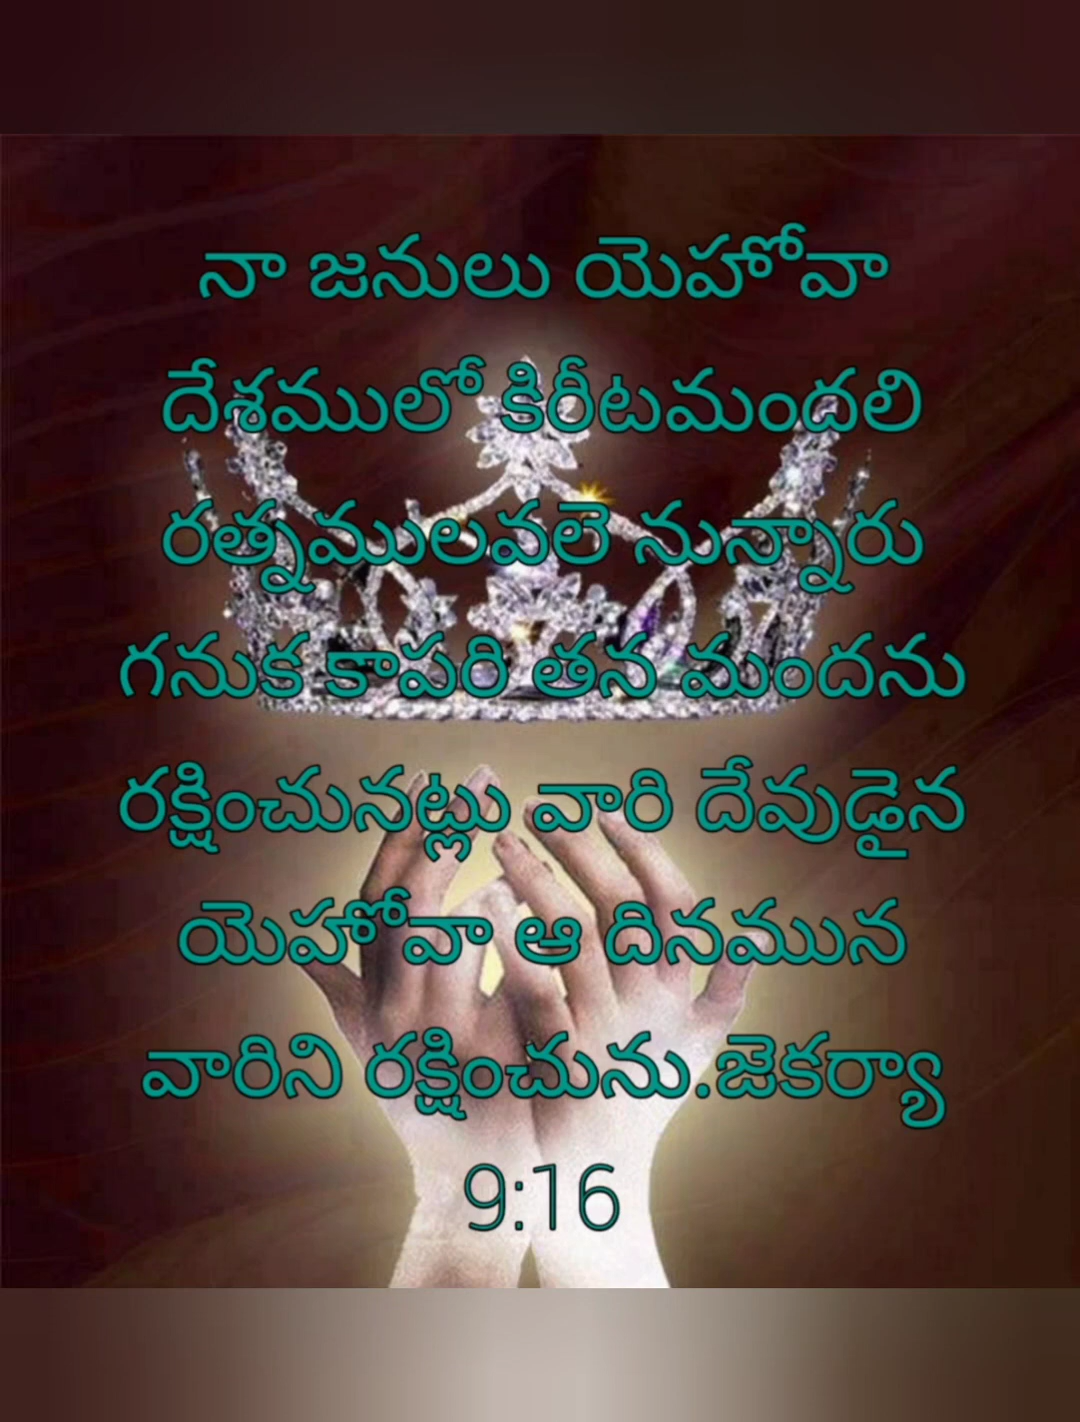 నా జనులు యెహోవా
దేశములో కిరీటమందలి
రత్నములవలె నున్నారు
గనుక కాపరి తన మందను
రక్షించునట్లు వారి దేవుడైన
యెహోవా ఆ దినమున
వారిని రక్షించును.జెకర్యా
9:16